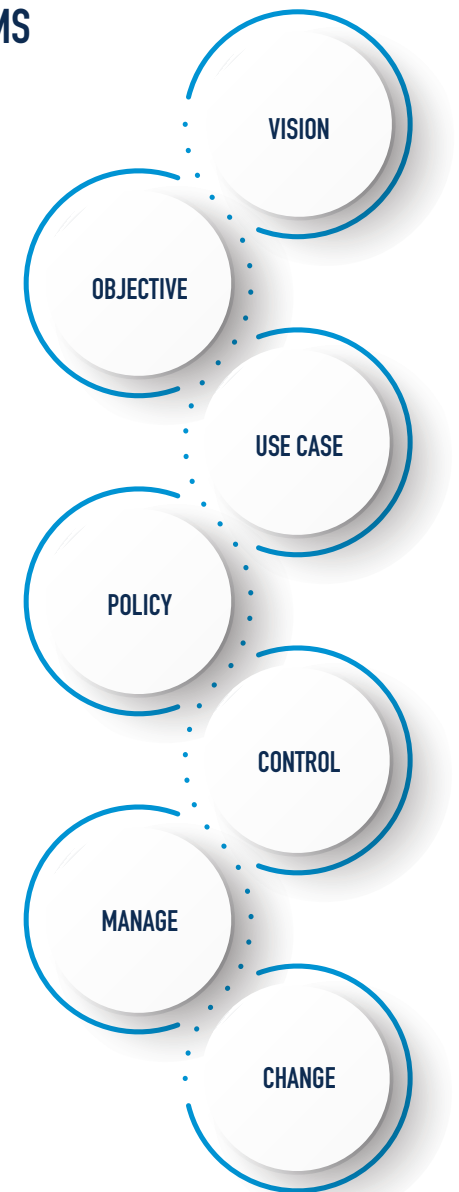 MS
VISION
OBJECTIVE
USE CASE
POLICY
CONTROL
MANAGE
CHANGE